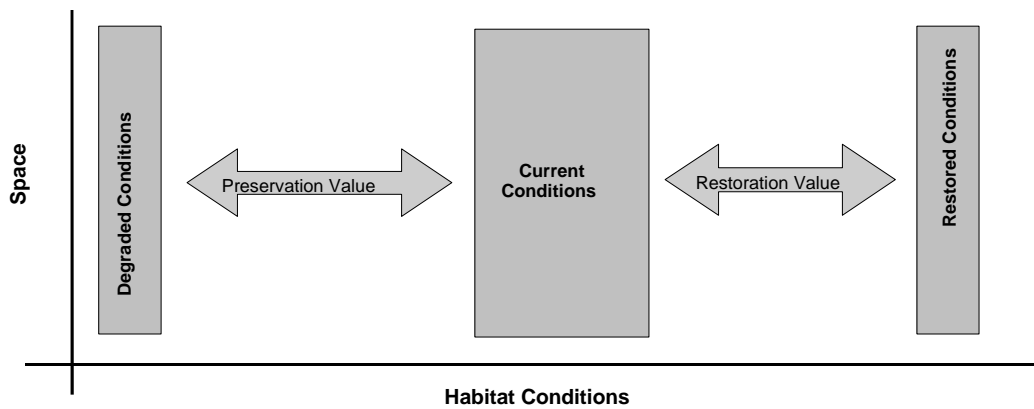 Space
Degraded Conditions
Preservation Value
Current
Conditions
Restoration Value
Restored Conditions
Habitat Conditions